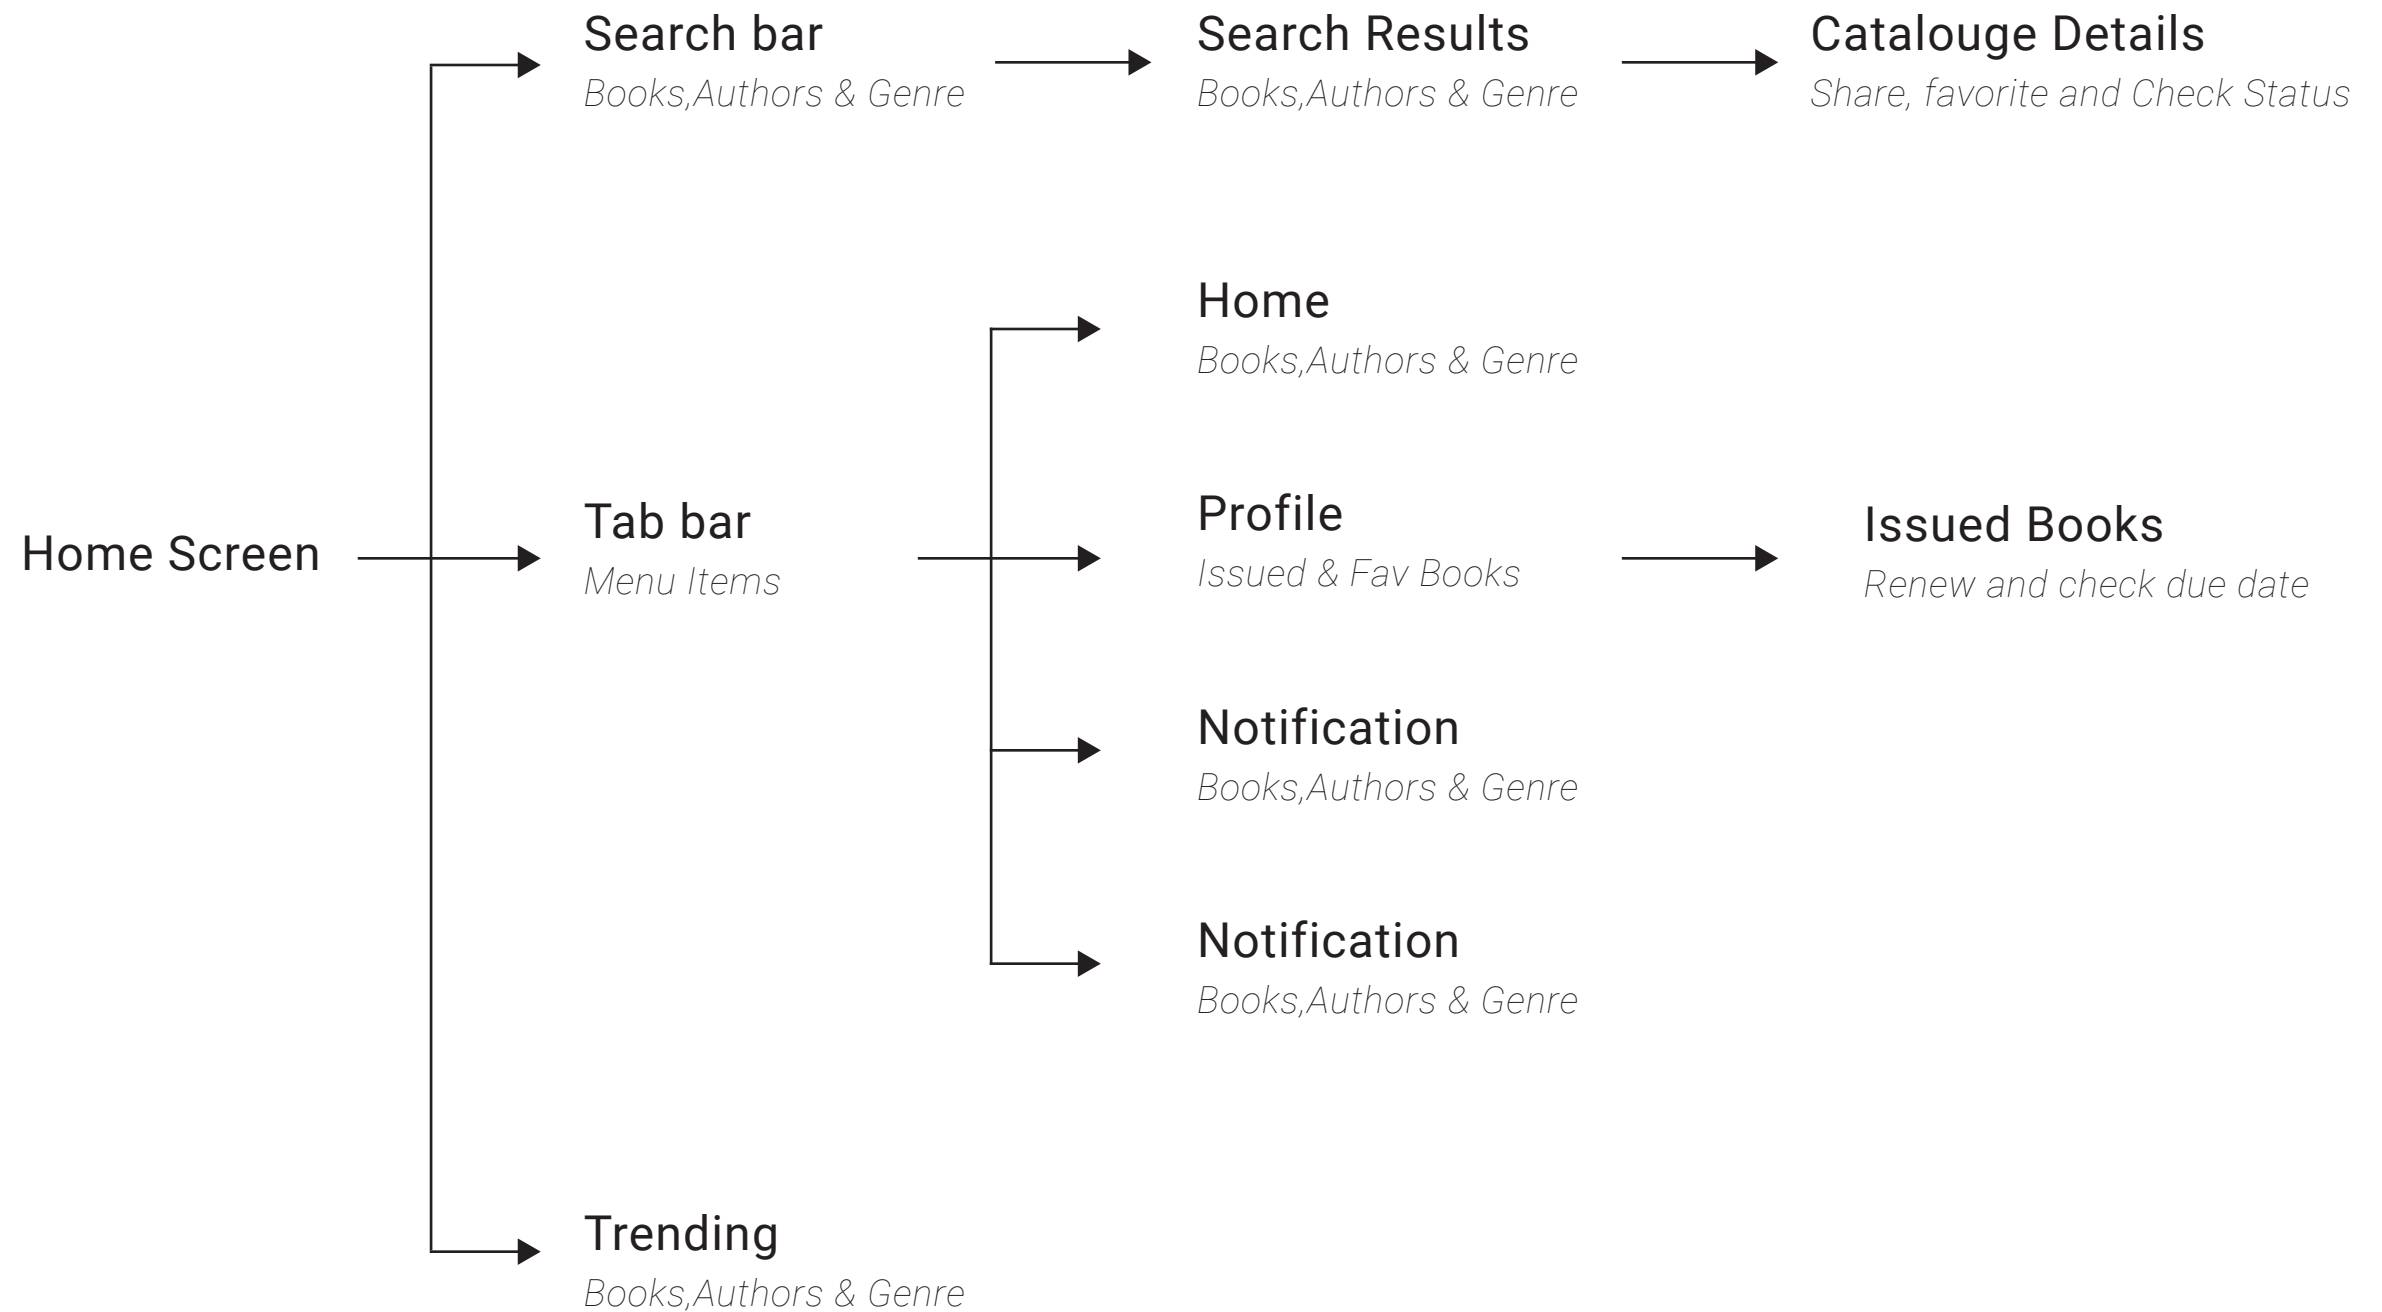 Search bar
Books,Authors & Genre
Search Results
Books,Authors & Genre
Catalouge Details
Share, favorite and Check Status
Home
Books,Authors & Genre
Home Screen
Tab bar
Menu Items
Profile
Issued & Fav Books
Issued Books
Renew and check due date
Notification
Books,Authors & Genre
Notification
Books,Authors & Genre
Trending
Books,Authors & Genre